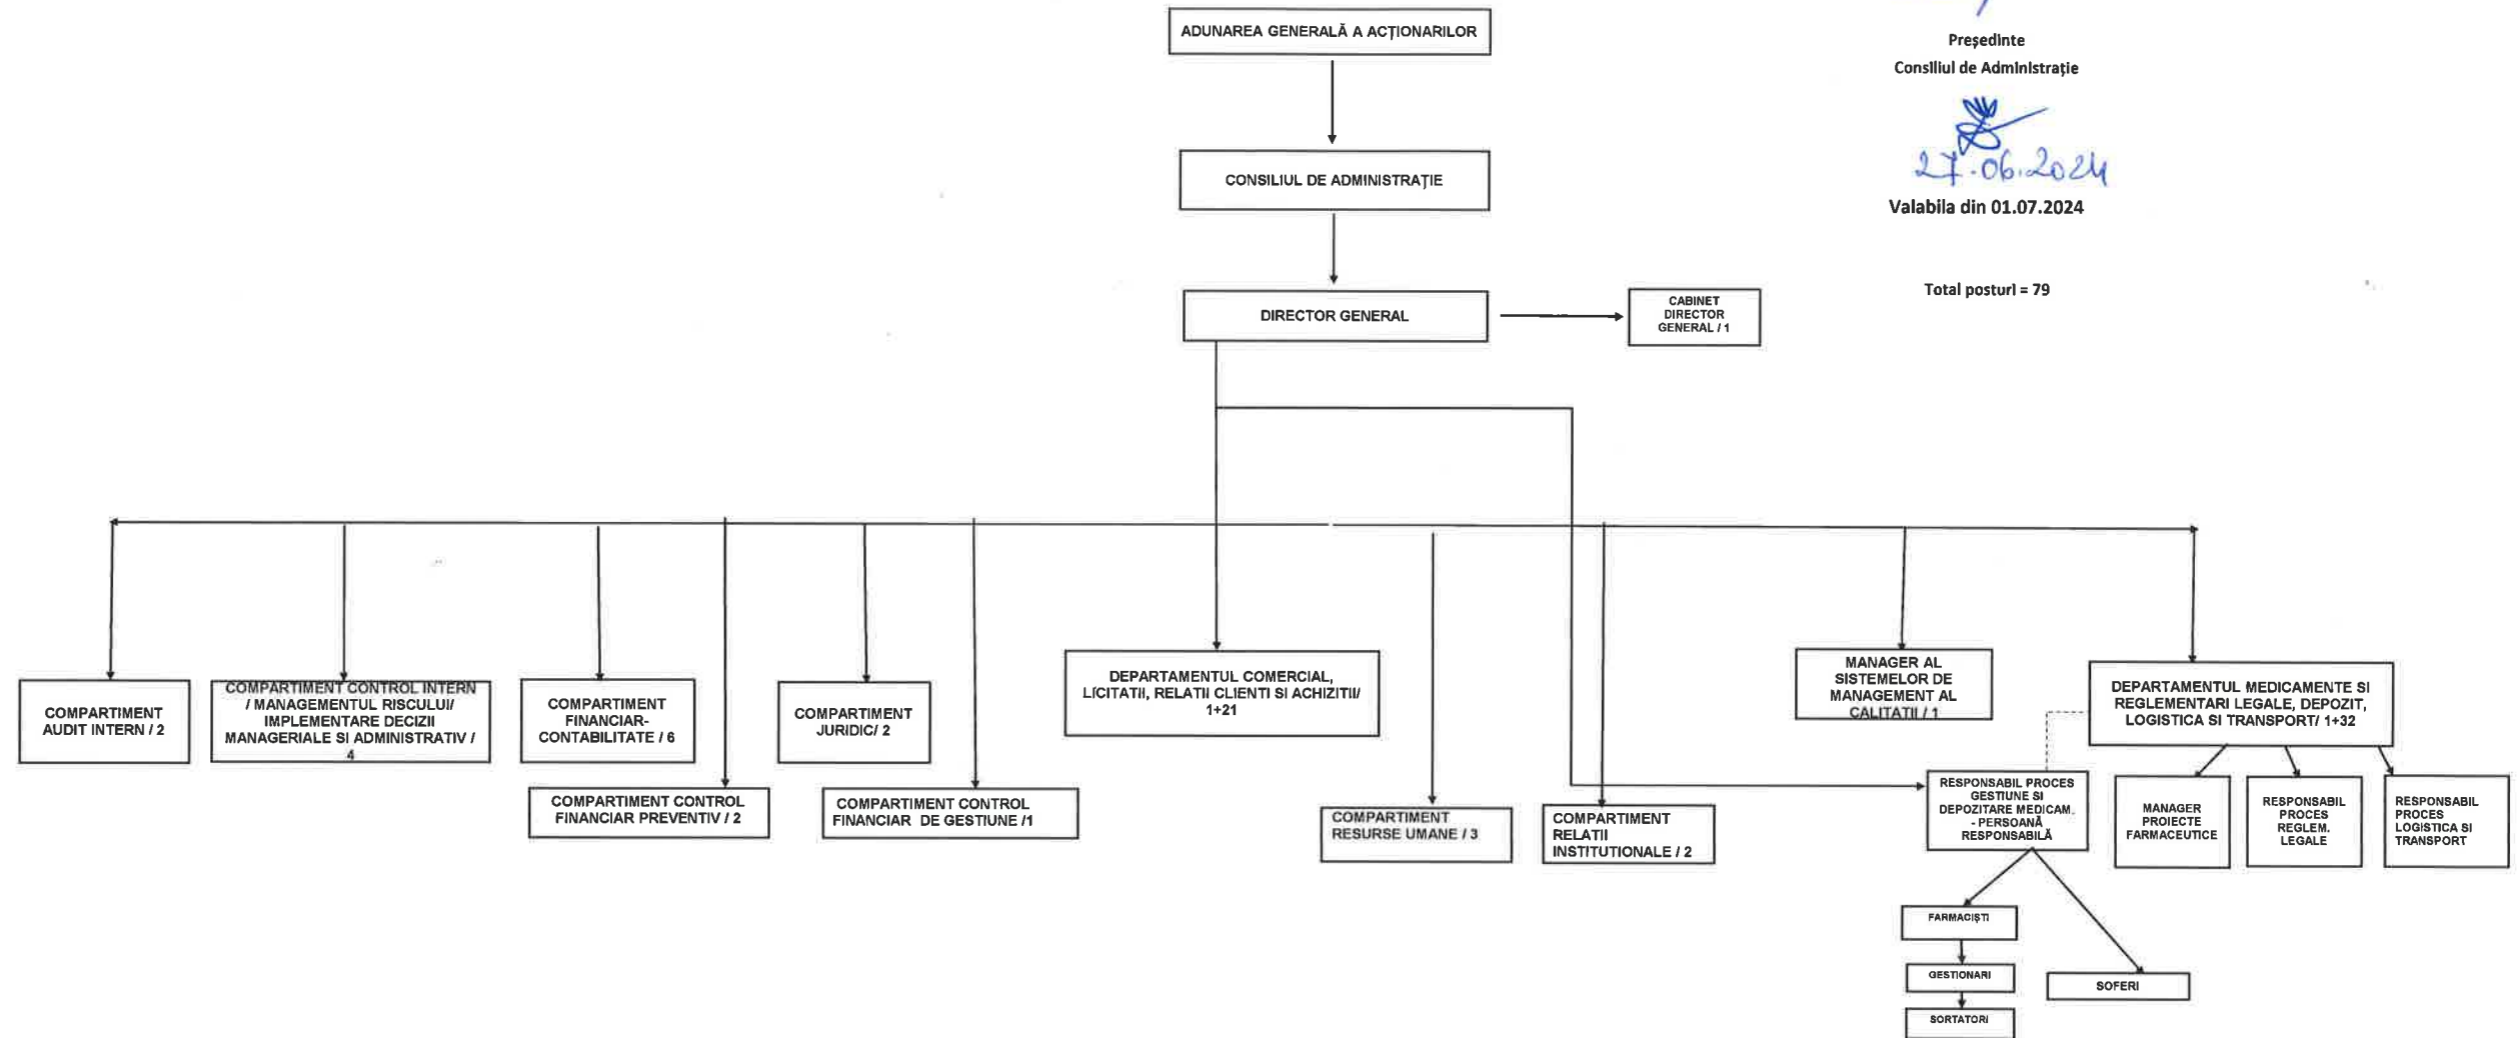 ADUNAREA GENERALĂ A ACȚIONARILOR
Președinte
Consiliul de Administrație
27.06.2024
Valabila din 01.07.2024
Total posturi = 79
CONSILIUL DE ADMINISTRAȚIE
DIRECTOR GENERAL
CABINET
DIRECTOR
GENERAL / 1
COMPARTIMENT
AUDIT INTERN / 2
COMPARTIMENT CONTROL INTERN
/ MANAGEMENTUL RISCULUI/
IMPLEMENTARE DECIZII
MANAGERIALE SI ADMINISTRATIV /
4
COMPARTIMENT
FINANCIAR-
CONTABILITATE / 6
COMPARTIMENT
JURIDIC/ 2
DEPARTAMENTUL COMERCIAL,
LICITATII, RELATII CLIENTI SI ACHIZITII/
1+21
MANAGER AL
SISTEMELOR DE
MANAGEMENT AL
CALITATII / 1
DEPARTAMENTUL MEDICAMENTE SI
REGLEMENTARI LEGALE, DEPOZIT,
LOGISTICA SI TRANSPORT/ 1+32
COMPARTIMENT CONTROL
FINANCIAR PREVENTIV / 2
COMPARTIMENT CONTROL
FINANCIAR DE GESTIUNE /1
COMPARTIMENT
RESURSE UMANE / 3
COMPARTIMENT
RELATII
INSTITUTIONALE / 2
RESPONSABIL PROCES
GESTIUNE SI
DEPOZITARE MEDICAM.
- PERSOANĂ
RESPONSABILĂ
MANAGER
PROIECTE
FARMACEUTICE
RESPONSABIL
PROCES
REGLEM.
LEGALE
RESPONSABIL
PROCES
LOGISTICA SI
TRANSPORT
FARMACIȘTI
GESTIONARI
SORTATORI
SOFERI